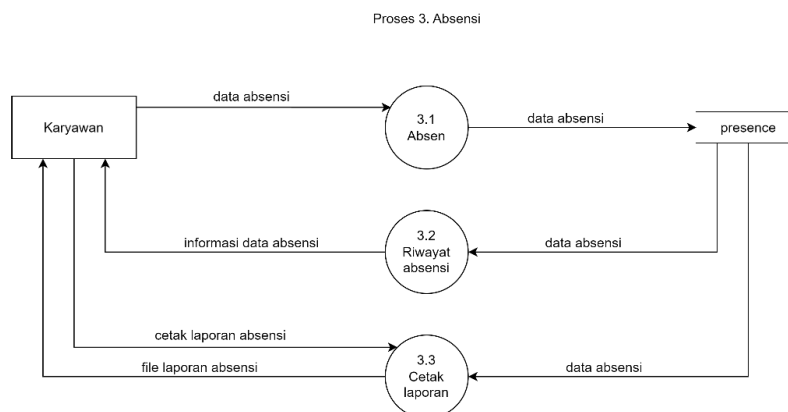 Proses 3. Absensi
data absensi
Karyawan
3.1
Absen
data absensi
presence
informasi data absensi
3.2
Riwayat
absensi
data absensi
cetak laporan absensi
file laporan absensi
3.3
Cetak
laporan
data absensi